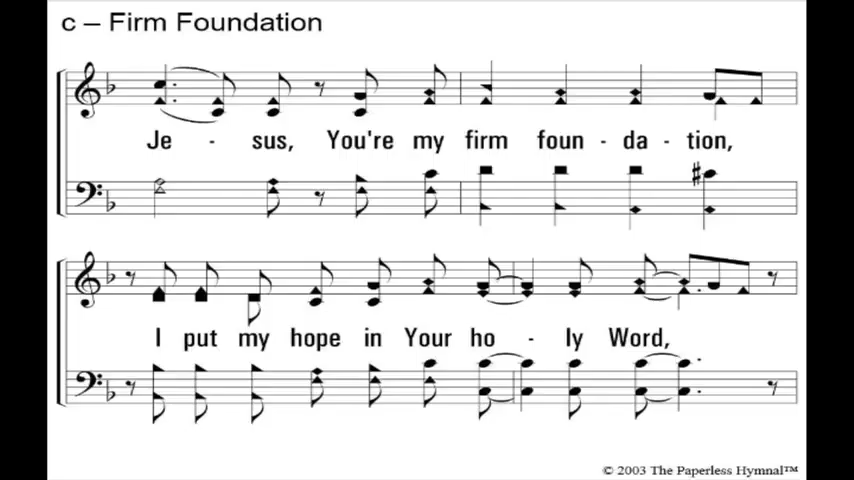 c – Firm Foundation
Je - sus, You're my firm foun - da - tion,
I put my hope in Your ho - ly Word,
© 2003 The Paperless Hymnal™